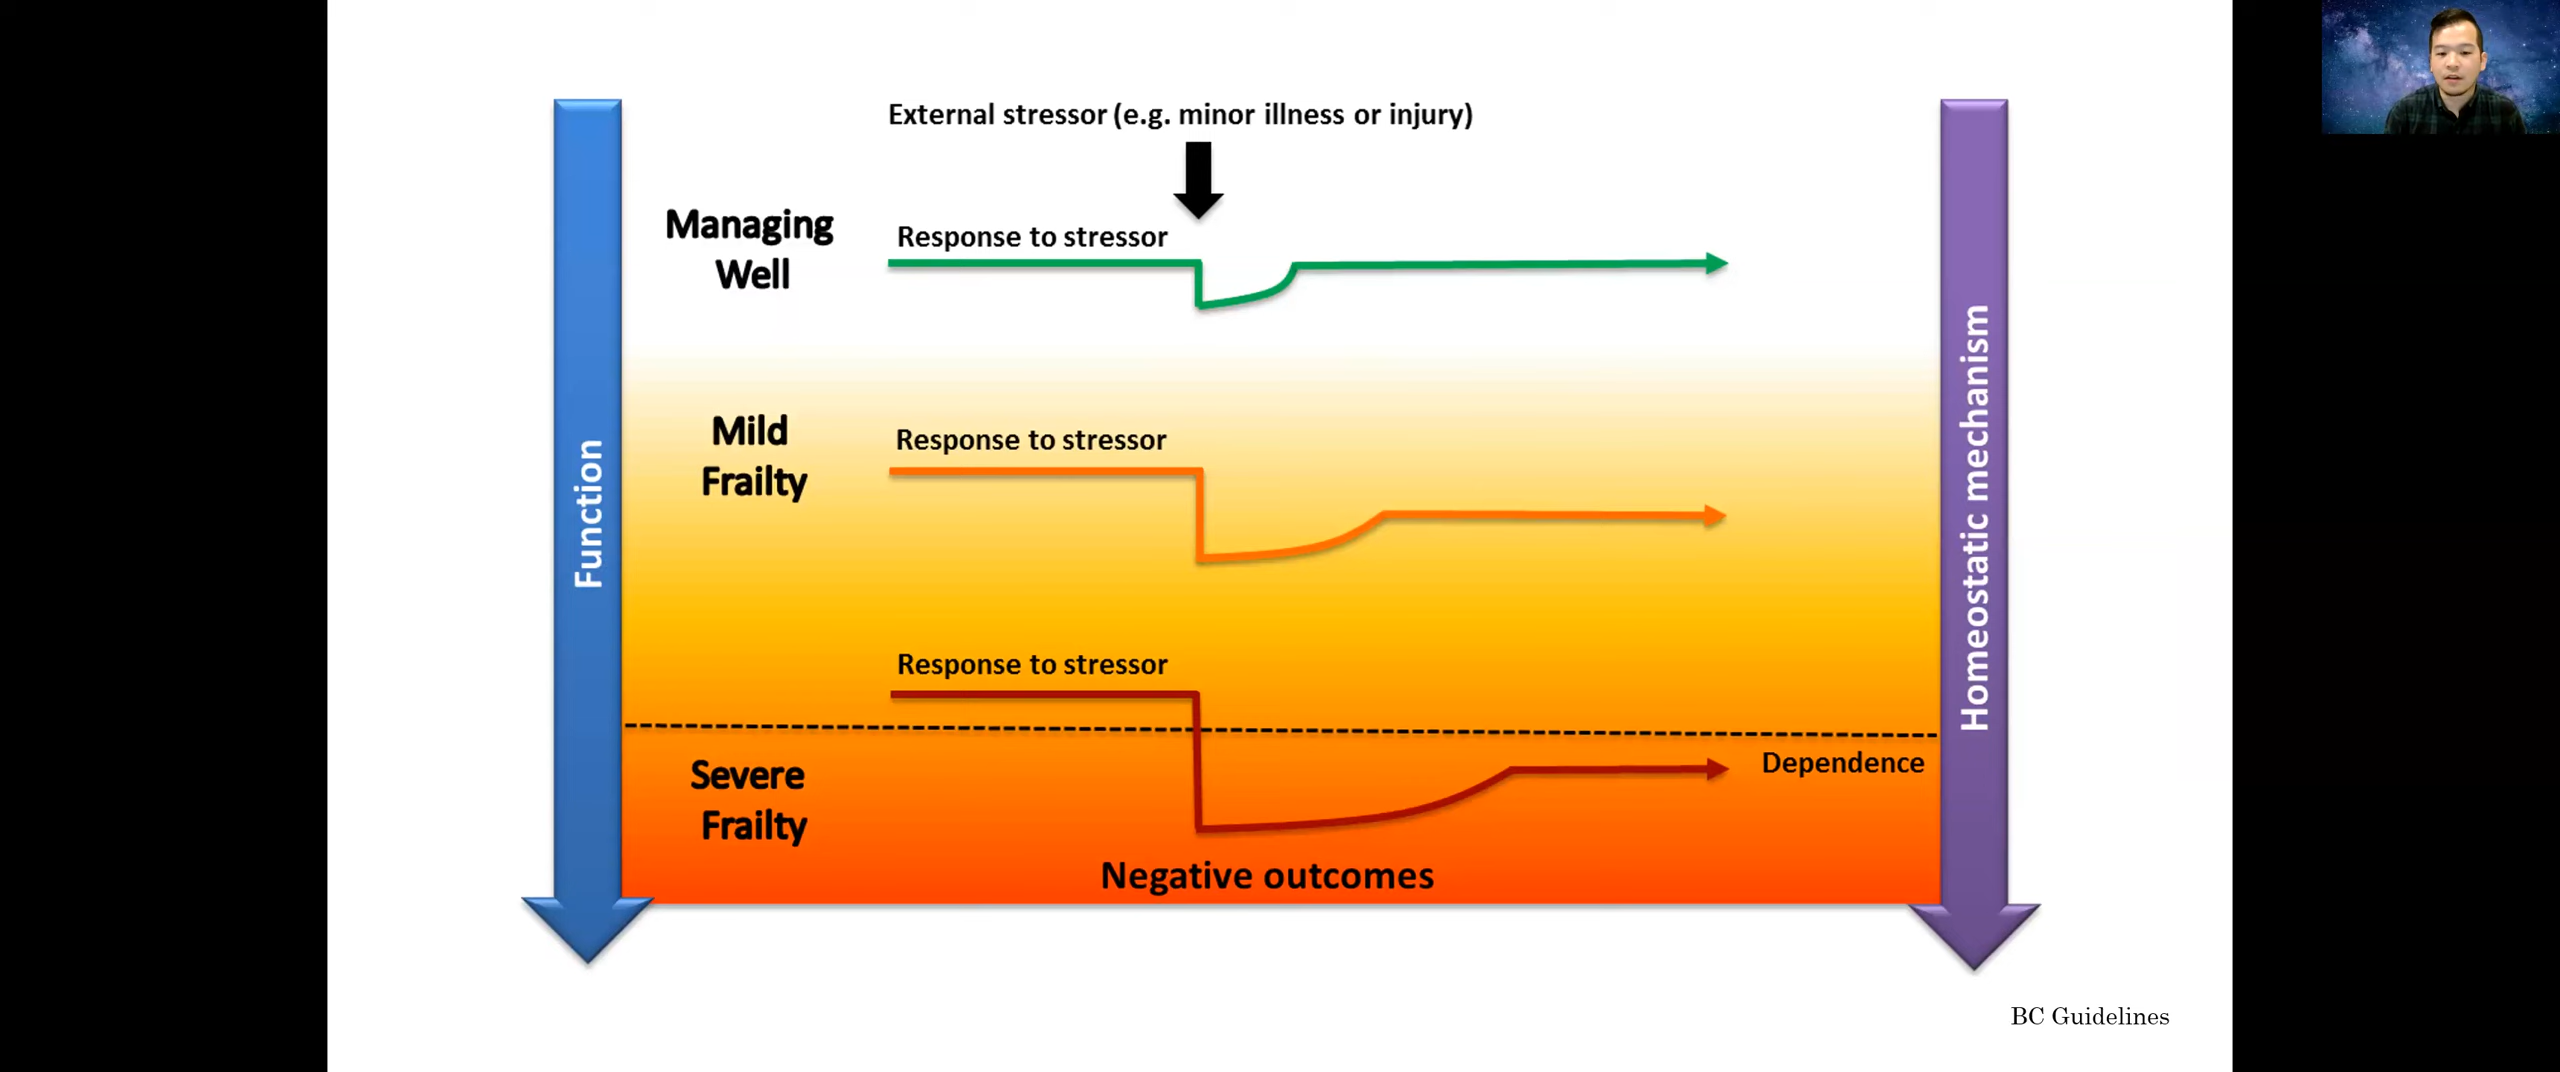 External stressor (e.g. minor illness or injury)
Managing
Well
Response to stressor
Mild
Frailty
Response to stressor
Function
Homeostatic mechanism
Response to stressor
Dependence
Severe
Frailty
Negative outcomes
BC Guidelines